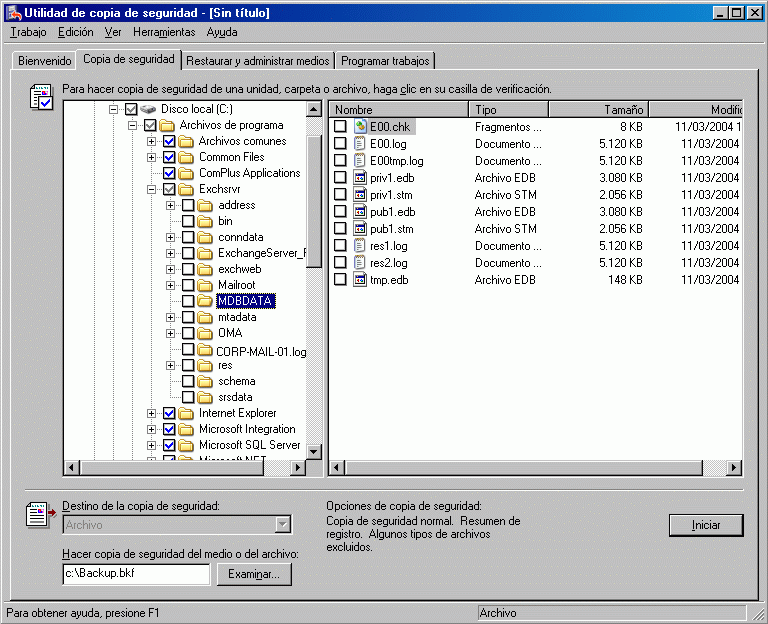 Utilidad de copia de seguridad - [Sin título]
Trabajo Edición Ver Herramientas Ayuda
Bienvenido Copia de seguridad Restaurar y administrar medios Programar trabajos
Para hacer copia de seguridad de una unidad, carpeta o archivo, haga clic en su casilla de verificación.
Disco local (C:)
Archivos de programa
Archivos comunes
Common Files
ComPlus Applications
Exchsrvr
address
bin
conndata
ExchangeServer_F
exchweb
Mailroot
MDBDATA
mtadata
OMA
CORP-MAIL-01.log
res
schema
srsdata
Internet Explorer
Microsoft Integration
Microsoft SQL Server
Microsoft.NET
Nombre Tipo Tamaño Modific
E00.chk Fragmentos ... 8 KB 11/03/2004 1
E00.log Documento ... 5.120 KB 11/03/2004
E00tmp.log Documento ... 5.120 KB 11/03/2004
priv1.edb Archivo EDB 3.080 KB 11/03/2004
priv1.stm Archivo STM 2.056 KB 11/03/2004
pub1.edb Archivo EDB 3.080 KB 11/03/2004
pub1.stm Archivo STM 2.056 KB 11/03/2004
res1.log Documento ... 5.120 KB 11/03/2004
res2.log Documento ... 5.120 KB 11/03/2004
tmp.edb Archivo EDB 148 KB 11/03/2004
Destino de la copia de seguridad:
Archivo
Hacer copia de seguridad del medio o del archivo:
c:\Backup.bkf Examinar...
Opciones de copia de seguridad:
Copia de seguridad normal. Resumen de
registro. Algunos tipos de archivos
excluidos.
Iniciar
Para obtener ayuda, presione F1 Archivo